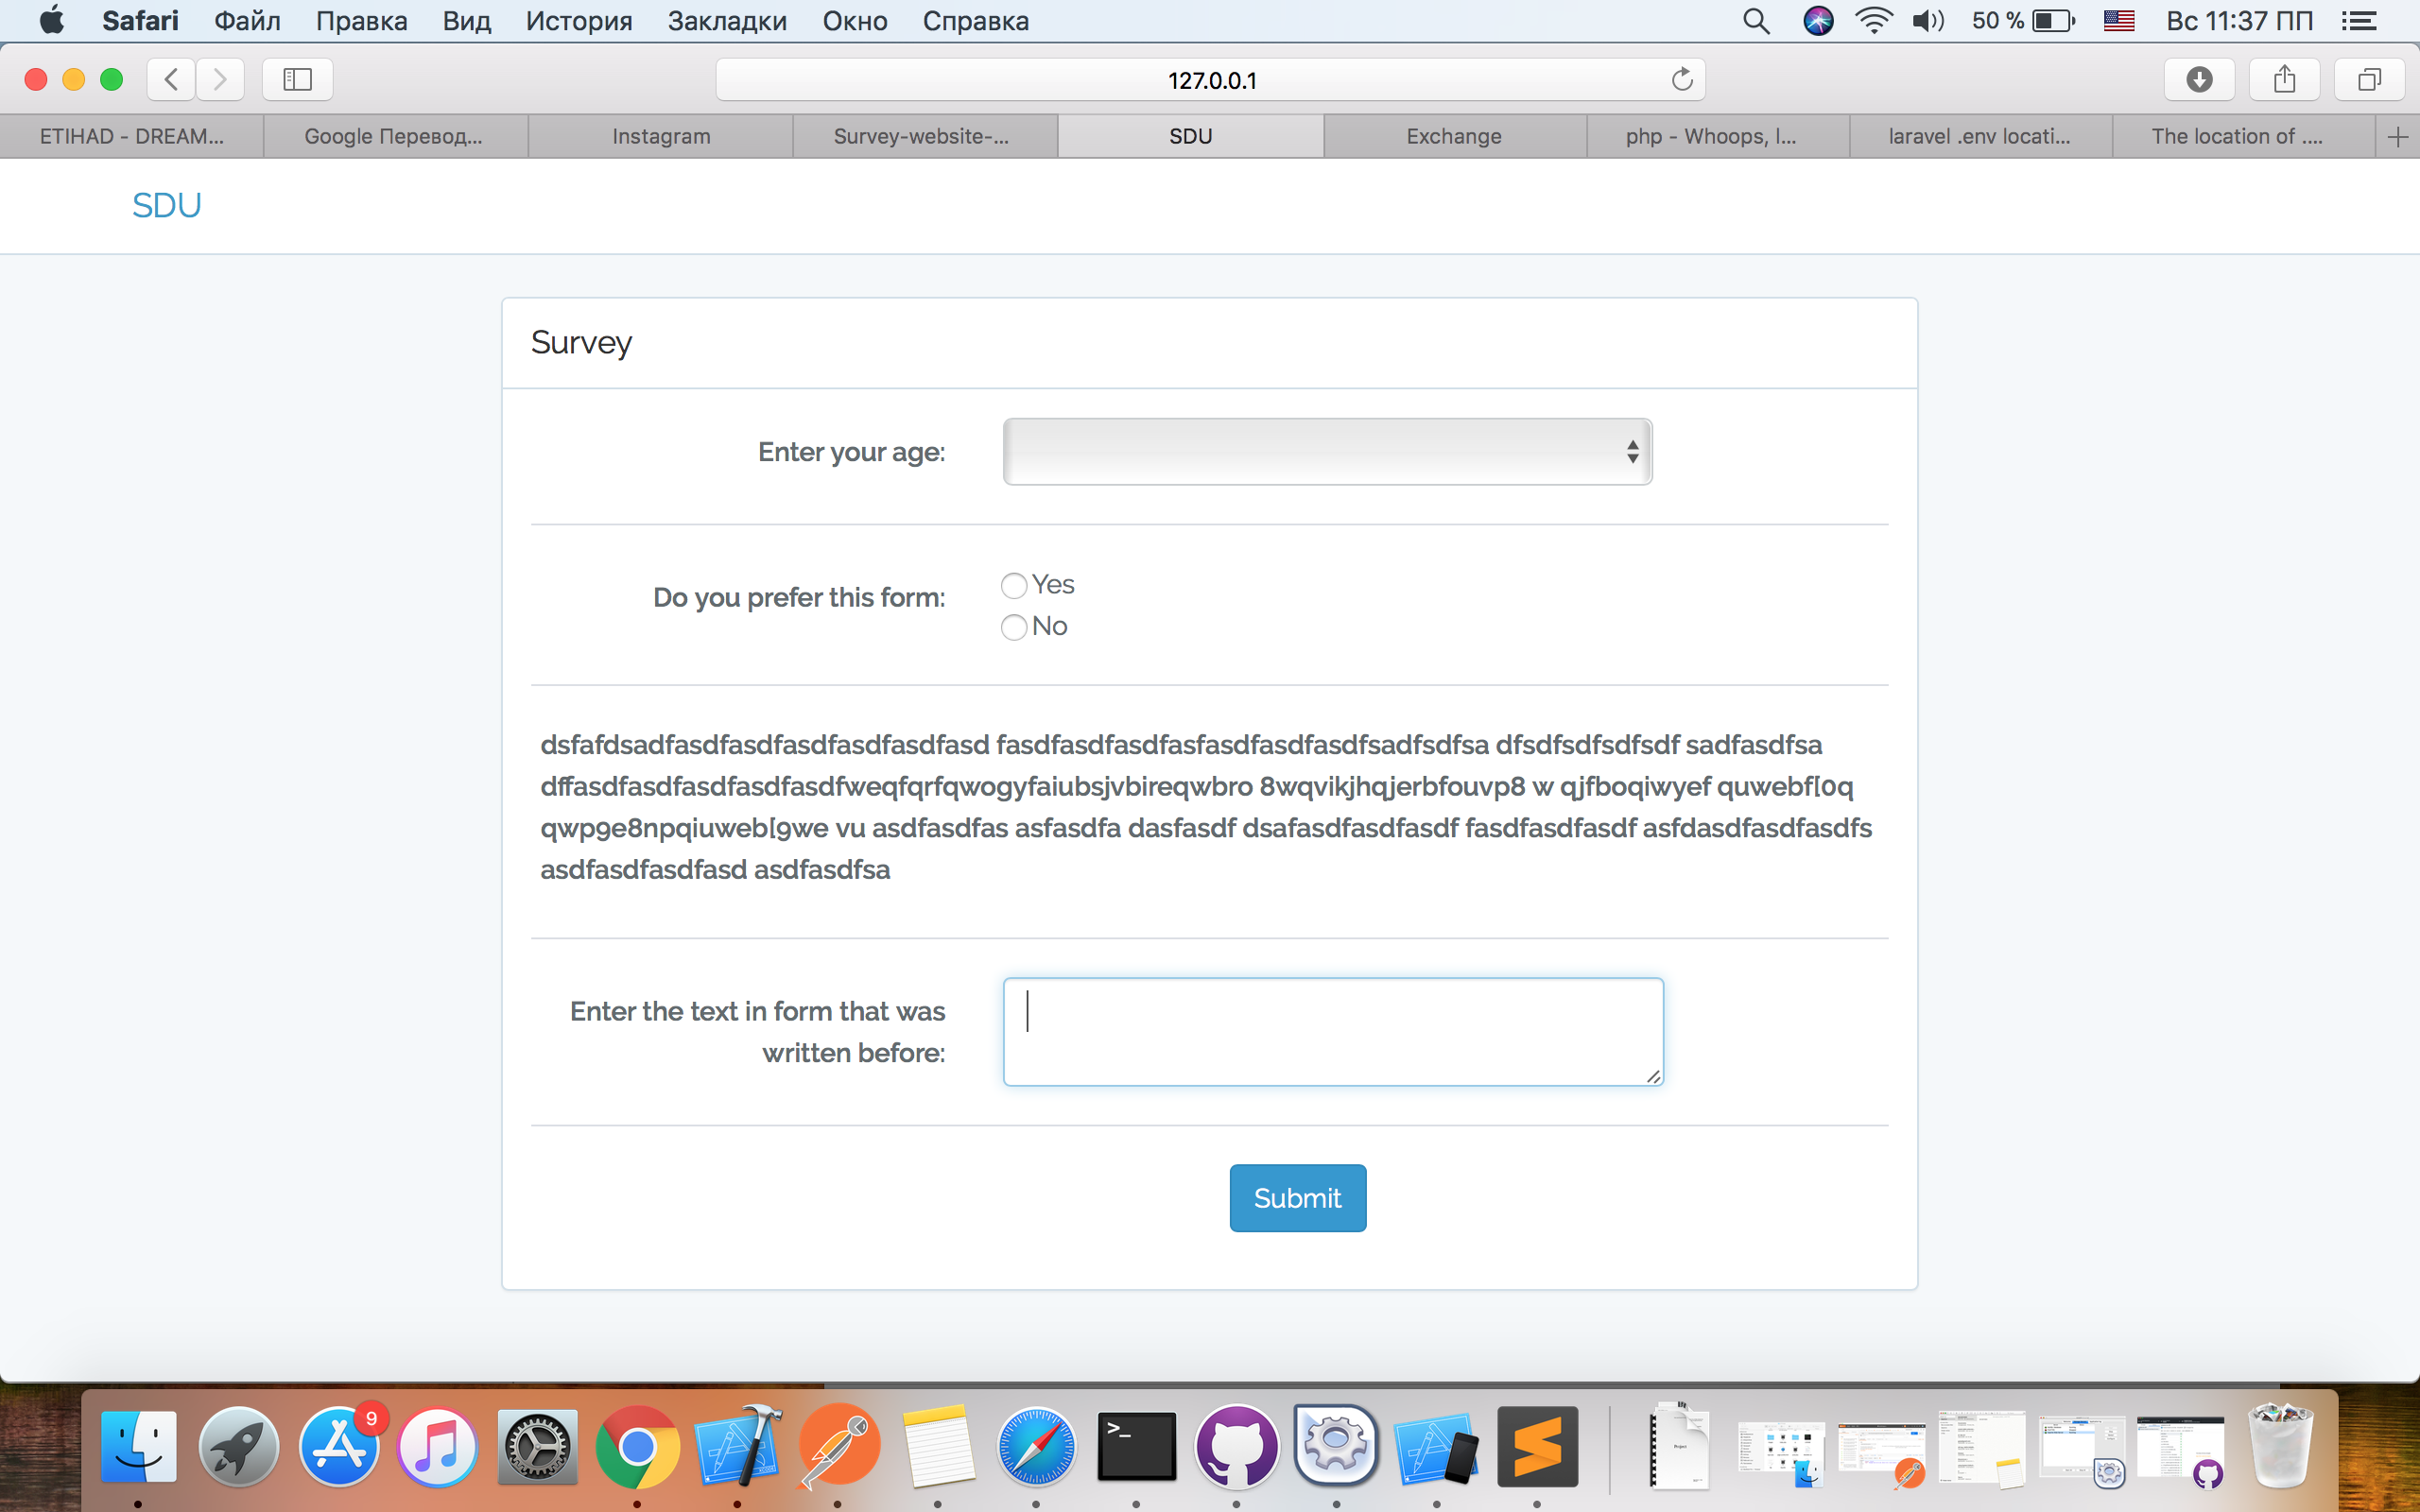 Safari Файл Правка Вид История Закладки Окно Справка 50 % Вс 11:37 ПП
127.0.0.1
ETIHAD - DREAM... Google Перевод... Instagram Survey-website-... SDU Exchange php - Whoops, l... laravel .env locati... The location of ....
SDU
Survey
Enter your age:
Do you prefer this form:
Yes
No
dsfafdsadfasdfasdfasdfasdfasdfasd fasdfasdfasdfasfasdfasdfasdfsadfsdfsa dfsdfsdfsdfsdf sadfasdfsa
dffasdfasdfasdfasdfasdfweqfqrfqwogyfaiubsjvbireqwbro 8wqvikjhqjerbfouvp8 w qjfboqiwyef quwebf[0q
qwp9e8npqiuweb[9we vu asdfasdfas asfasdfa dasfasdf dsafasdfasdfasdf fasdfasdfasdf asfdasdfasdfasdfs
asdfasdfasdfasd asdfasdfsa
Enter the text in form that was
written before:
Submit
9
>_
Project